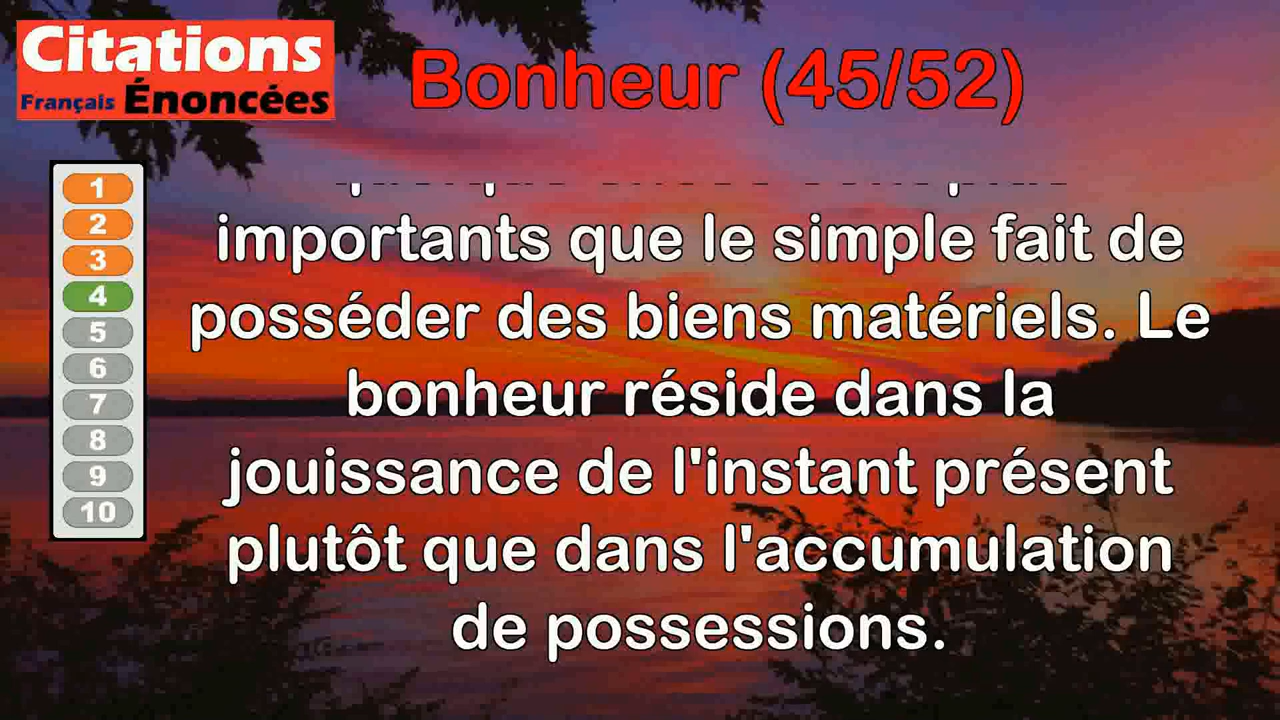 Citations
Français Énoncées
Bonheur (45/52)
1
2
3
4
5
6
7
8
9
10
importants que le simple fait de
posséder des biens matériels. Le
bonheur réside dans la
jouissance de l'instant présent
plutôt que dans l'accumulation
de possessions.